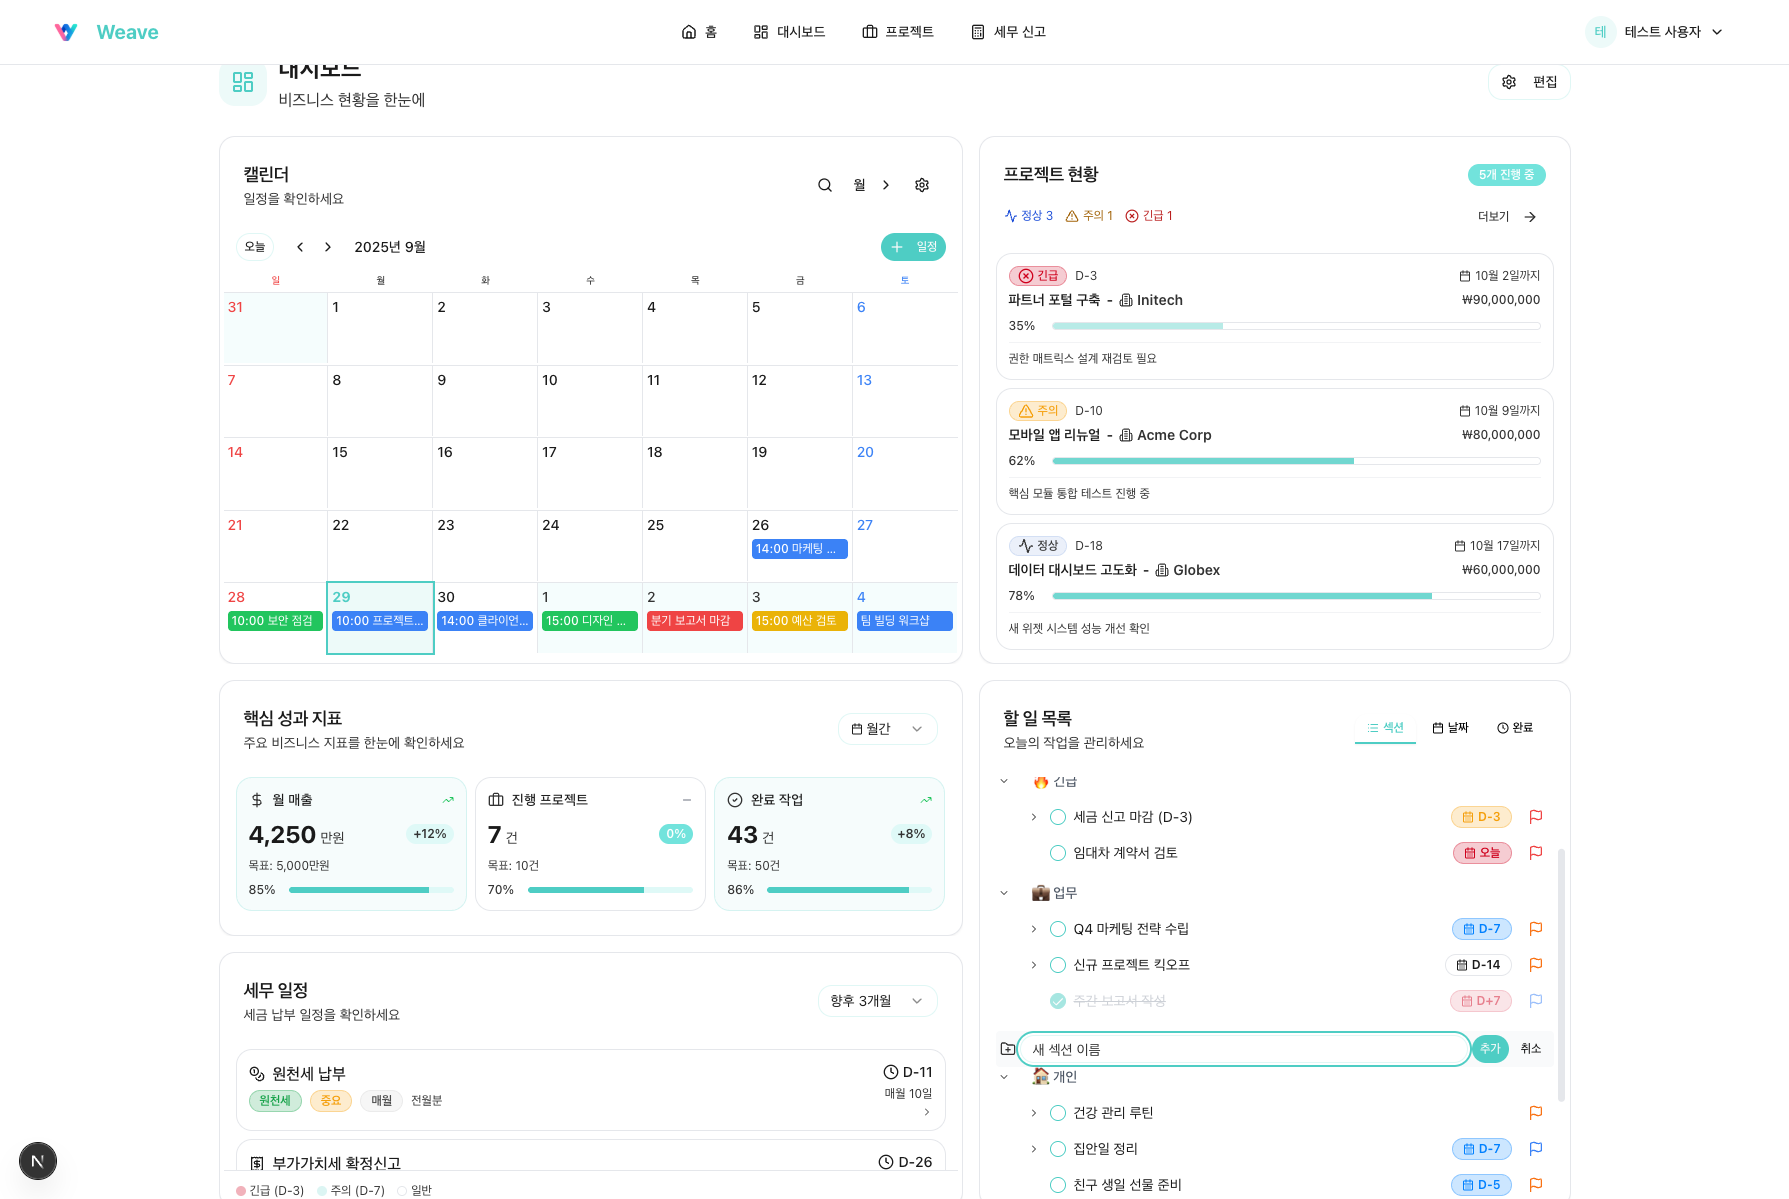 Weave
홈
대시보드
프로젝트
세무 신고
테
테스트 사용자
대시보드
비즈니스 현황을 한눈에
편집
캘린더
일정을 확인하세요
월
오늘
2025년 9월
일정
일 월 화 수 목 금 토
31 1 2 3 4 5 6
7 8 9 10 11 12 13
14 15 16 17 18 19 20
21 22 23 24 25 26 27
14:00 마케팅 ...
28 29 30 1 2 3 4
10:00 보안 점검
10:00 프로젝트...
14:00 클라이언...
15:00 디자인 ...
분기 보고서 마감
15:00 예산 검토
팀 빌딩 워크샵
프로젝트 현황
5개 진행 중
정상 3 주의 1 긴급 1
더보기
긴급 D-3
10월 2일까지
파트너 포털 구축 - Initech
₩90,000,000
35%
권한 매트릭스 설계 재검토 필요
주의 D-10
10월 9일까지
모바일 앱 리뉴얼 - Acme Corp
₩80,000,000
62%
핵심 모듈 통합 테스트 진행 중
정상 D-18
10월 17일까지
데이터 대시보드 고도화 - Globex
₩60,000,000
78%
새 위젯 시스템 성능 개선 확인
핵심 성과 지표
주요 비즈니스 지표를 한눈에 확인하세요
월간
월 매출
4,250 만원
+12%
목표: 5,000만원
85%
진행 프로젝트
7 건
0%
목표: 10건
70%
완료 작업
43 건
+8%
목표: 50건
86%
세무 일정
세금 납부 일정을 확인하세요
향후 3개월
원천세 납부
D-11
원천세 중요 매월 전월분
매월 10일
부가가치세 확정신고
D-26
긴급 (D-3) 주의 (D-7) 일반
할 일 목록
오늘의 작업을 관리하세요
섹션
날짜
완료
🔥 긴급
세금 신고 마감 (D-3)
D-3
임대차 계약서 검토
오늘
💼 업무
Q4 마케팅 전략 수립
D-7
신규 프로젝트 킥오프
D-14
주간 보고서 작성
D+7
새 섹션 이름
추가
취소
🏠 개인
건강 관리 루틴
집안일 정리
D-7
친구 생일 선물 준비
D-5
N